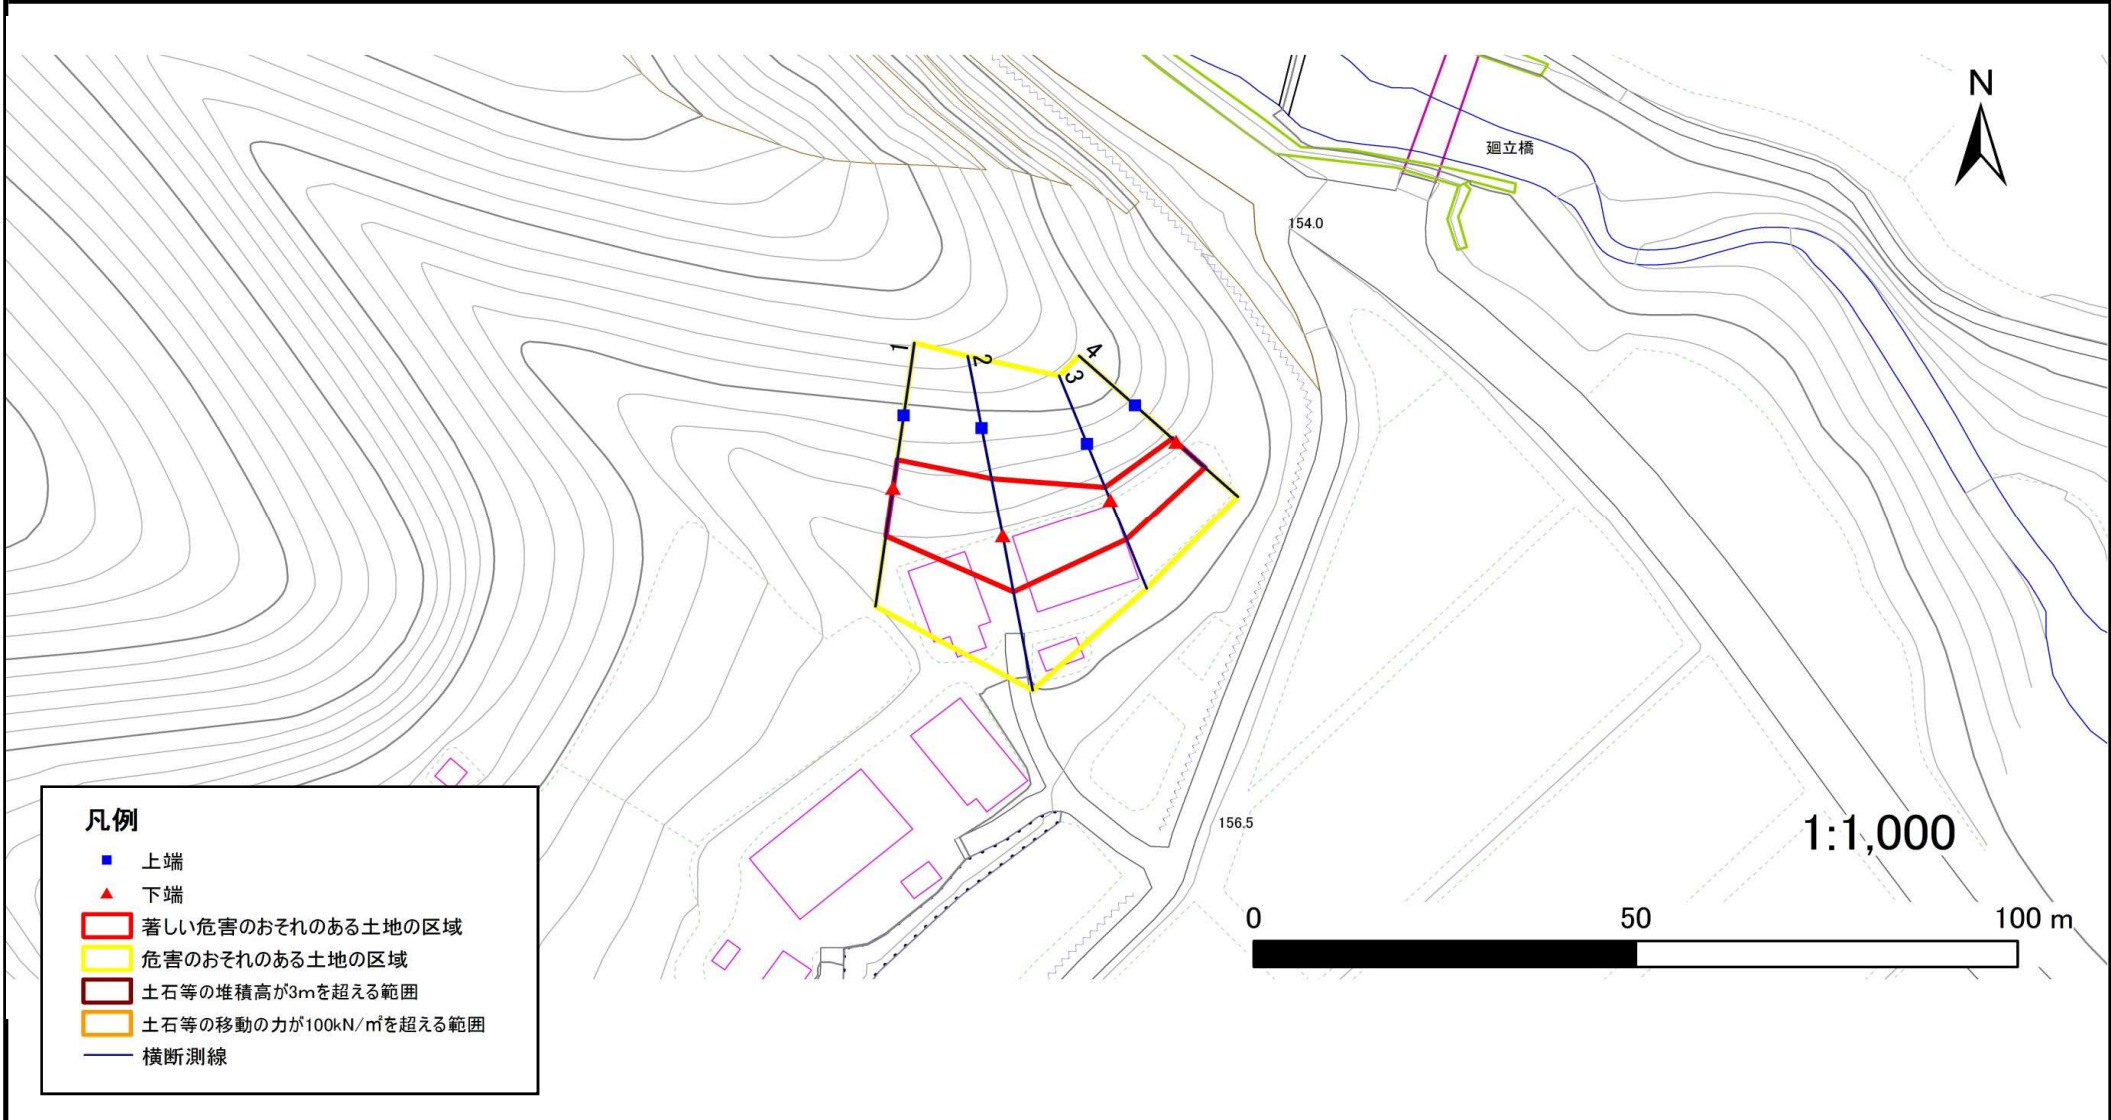 N
廻立橋
154.0
1
2
3
4
156.5
1:1,000
0 50 100 m
凡例
上端
下端
著しい危害のおそれのある土地の区域
危害のおそれのある土地の区域
土石等の堆積高が3mを超える範囲
土石等の移動の力が100kN/㎡を超える範囲
横断測線